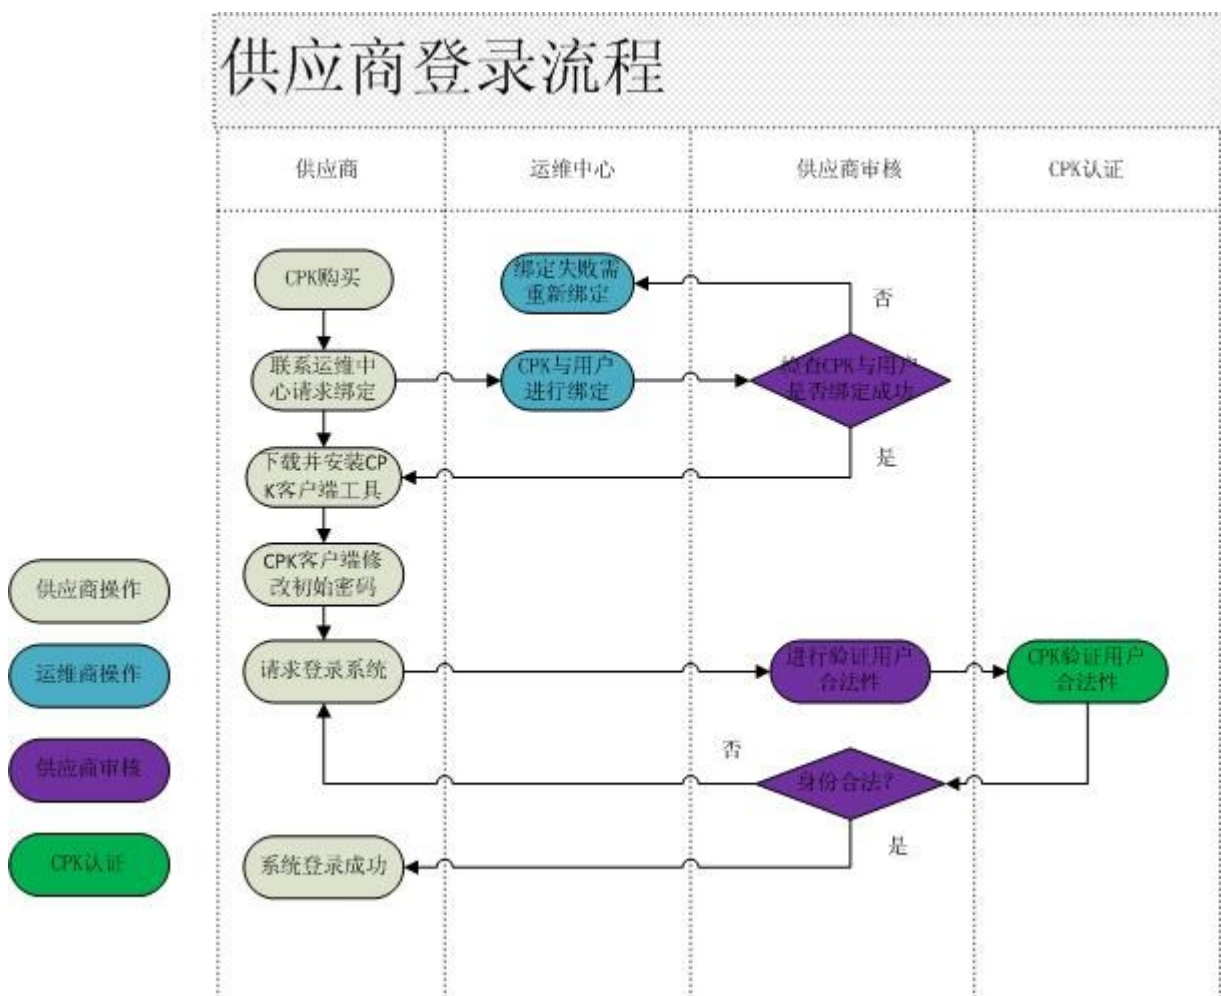 供应商登录流程
供应商
运维中心
供应商审核
CPK认证
CPK购买
绑定失败需
重新绑定
否
联系运维中
心请求绑定
CPK与用户
进行绑定
检查CPK与用户
是否绑定成功
是
下载并安装CP
K客户端工具
CPK客户端修
改初始密码
供应商操作
请求登录系统
进行验证用户
合法性
CPK验证用户
合法性
运维商操作
否
身份合法?
供应商审核
是
系统登录成功
CPK认证